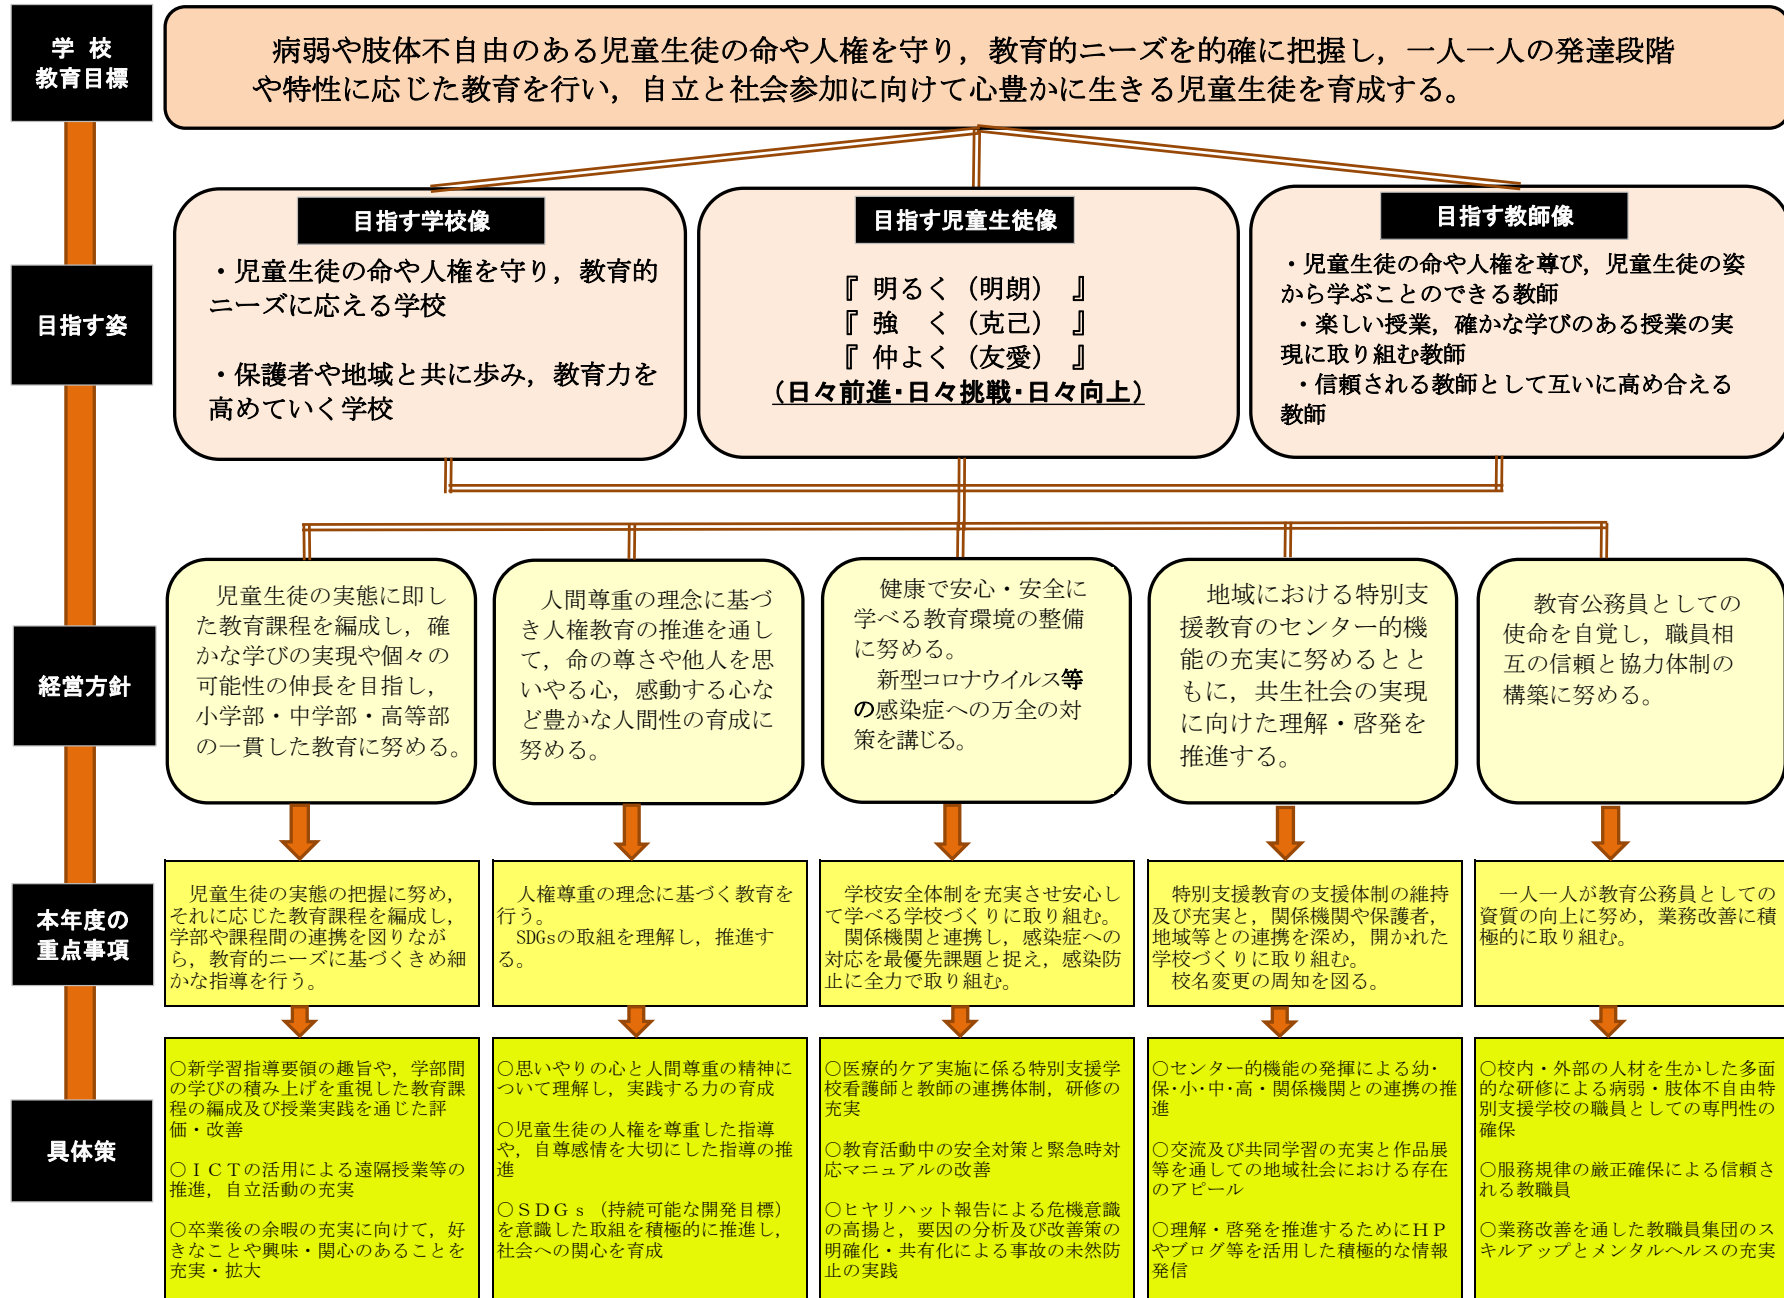 学 校
教育目標
病弱や肢体不自由のある児童生徒の命や人権を守り，教育的ニーズを的確に把握し，一人一人の発達段階
や特性に応じた教育を行い，自立と社会参加に向けて心豊かに生きる児童生徒を育成する。
目指す姿
目指す学校像
・児童生徒の命や人権を守り，教育的
ニーズに応える学校
・保護者や地域と共に歩み，教育力を
高めていく学校
目指す児童生徒像
『 明るく（明朗） 』
『 強　く（克己） 』
『 仲よく（友愛） 』
（日々前進・日々挑戦・日々向上）
目指す教師像
・児童生徒の命や人権を尊び，児童生徒の姿
から学ぶことのできる教師
・楽しい授業，確かな学びのある授業の実
現に取り組む教師
・信頼される教師として互いに高め合える
教師
経営方針
児童生徒の実態に即し
た教育課程を編成し，確
かな学びの実現や個々の
可能性の伸長を目指し，
小学部・中学部・高等部
の一貫した教育に努める。
人間尊重の理念に基づ
き人権教育の推進を通し
て，命の尊さや他人を思
いやる心，感動する心な
ど豊かな人間性の育成に
努める。
健康で安心・安全に
学べる教育環境の整備
に努める。
新型コロナウイルス等
の感染症への万全の対
策を講じる。
地域における特別支
援教育のセンター的機
能の充実に努めるとと
もに，共生社会の実現
に向けた理解・啓発を
推進する。
教育公務員としての
使命を自覚し，職員相
互の信頼と協力体制の
構築に努める。
本年度の
重点事項
児童生徒の実態の把握に努め，
それに応じた教育課程を編成し，
学部や課程間の連携を図りなが
ら，教育的ニーズに基づくきめ細
かな指導を行う。
人権尊重の理念に基づく教育を
行う。
SDGsの取組を理解し，推進す
る。
学校安全体制を充実させ安心し
て学べる学校づくりに取り組む。
関係機関と連携し，感染症への
対応を最優先課題と捉え，感染防
止に全力で取り組む。
特別支援教育の支援体制の維持
及び充実と，関係機関や保護者，
地域等との連携を深め，開かれた
学校づくりに取り組む。
校名変更の周知を図る。
一人一人が教育公務員としての
資質の向上に努め，業務改善に積
極的に取り組む。
具体策
○新学習指導要領の趣旨や，学部間
の学びの積み上げを重視した教育課
程の編成及び授業実践を通じた評
価・改善
○ＩＣＴの活用による遠隔授業等の
推進，自立活動の充実
○卒業後の余暇の充実に向けて，好
きなことや興味・関心のあることを
充実・拡大
○思いやりの心と人間尊重の精神に
ついて理解し，実践する力の育成
○児童生徒の人権を尊重した指導
や，自尊感情を大切にした指導の推
進
○ＳＤＧｓ（持続可能な開発目標）
を意識した取組を積極的に推進し，
社会への関心を育成
○医療的ケア実施に係る特別支援学
校看護師と教師の連携体制，研修の
充実
○教育活動中の安全対策と緊急時対
応マニュアルの改善
○ヒヤリハット報告による危機意識
の高揚と，要因の分析及び改善策の
明確化・共有化による事故の未然防
止の実践
○センター的機能の発揮による幼・
保・小・中・高・関係機関との連携の推
進
○交流及び共同学習の充実と作品展
等を通しての地域社会における存在
のアピール
○理解・啓発を推進するためにＨＰ
やブログ等を活用した積極的な情報
発信
○校内・外部の人材を生かした多面
的な研修による病弱・肢体不自由特
別支援学校の職員としての専門性の
確保
○服務規律の厳正確保による信頼さ
れる教職員
○業務改善を通した教職員集団のス
キルアップとメンタルヘルスの充実